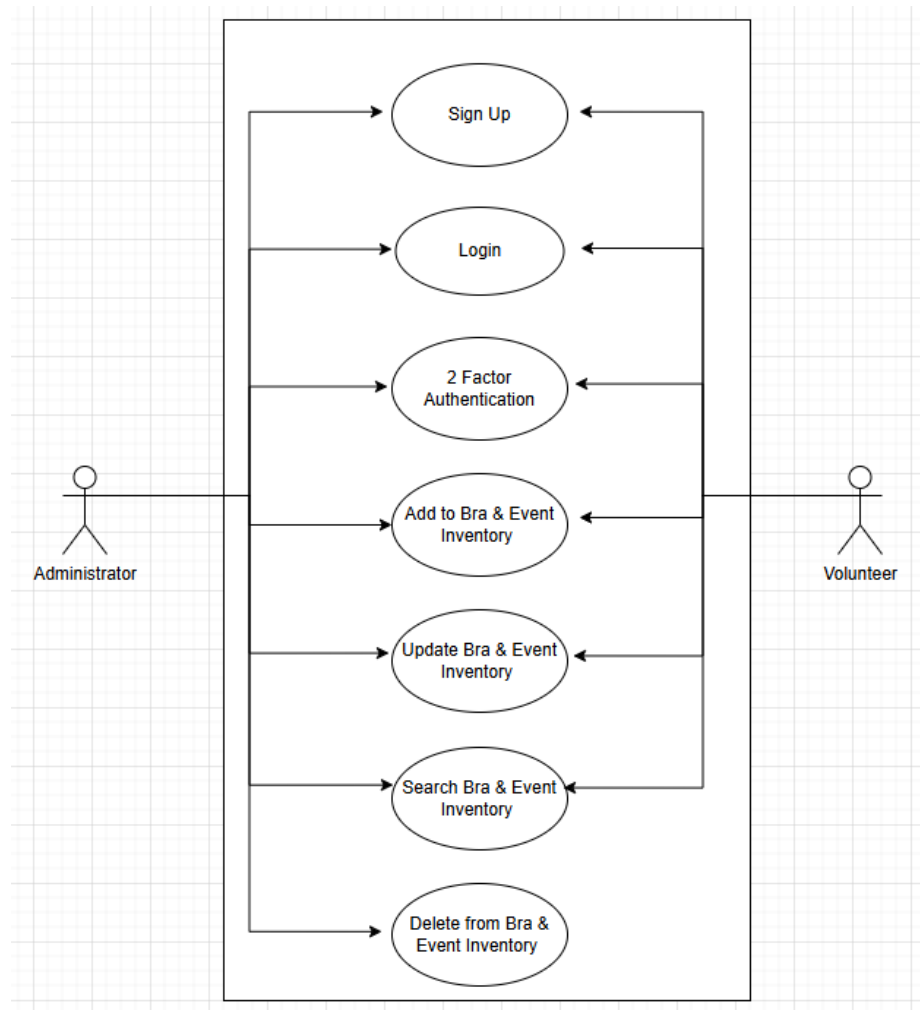 Sign Up
Login
2 Factor
Authentication
Add to Bra & Event
Inventory
Administrator
Volunteer
Update Bra & Event
Inventory
Search Bra & Event
Inventory
Delete from Bra &
Event Inventory